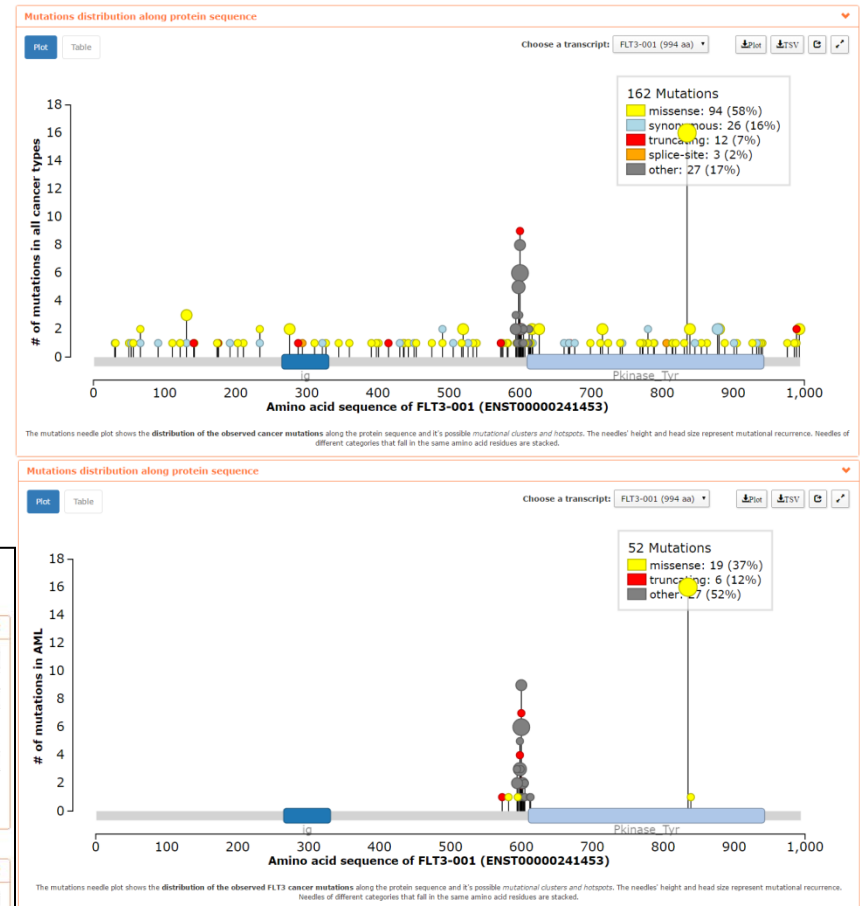 Mutations distribution along protein sequence
Plot
Table
Choose a transcript:
FLT3-001 (994 aa)
Plot
TSV
162 Mutations
missense: 94 (58%)
synonymous: 26 (16%)
truncating: 12 (7%)
splice-site: 3 (2%)
other: 27 (17%)
# of mutations in all cancer types
18
16
14
12
10
8
6
4
2
0
Ig
Pkinase_Tyr
0 100 200 300 400 500 600 700 800 900 1,000
Amino acid sequence of FLT3-001 (ENST00000241453)
The mutations needle plot shows the distribution of the observed cancer mutations along the protein sequence and it's possible mutational clusters and hotspots. The needles' height and head size represent mutational recurrence. Needles of
different categories that fall in the same amino acid residues are stacked.
Mutations distribution along protein sequence
Plot
Table
Choose a transcript:
FLT3-001 (994 aa)
Plot
TSV
52 Mutations
missense: 19 (37%)
truncating: 6 (12%)
other: 27 (52%)
# of mutations in AML
18
16
14
12
10
8
6
4
2
0
Ig
Pkinase_Tyr
0 100 200 300 400 500 600 700 800 900 1,000
Amino acid sequence of FLT3-001 (ENST00000241453)
The mutations needle plot shows the distribution of the observed FLT3 cancer mutations along the protein sequence and it's possible mutational clusters and hotspots. The needles' height and head size represent mutational recurrence.
Needles of different categories that fall in the same amino acid residues are stacked.